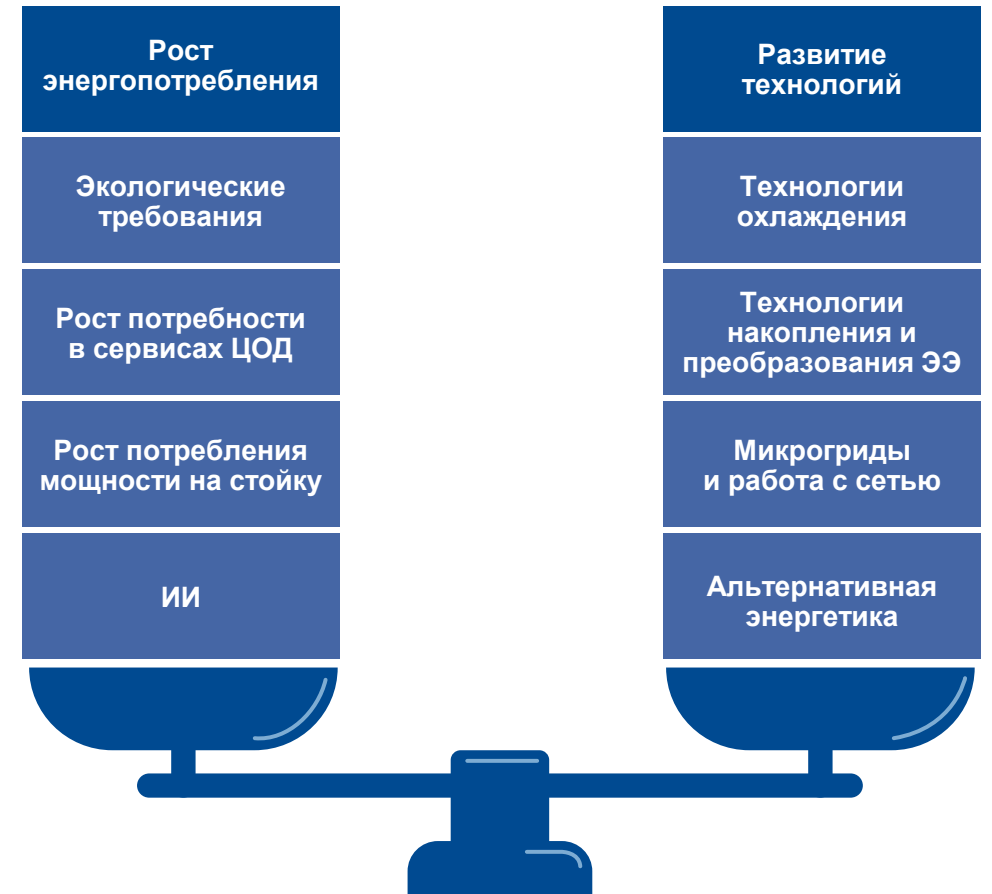 Рост
энергопотребления
Экологические
требования
Рост потребности
в сервисах ЦОД
Рост потребления
мощности на стойку
ИИ
Развитие
технологий
Технологии
охлаждения
Технологии
накопления и
преобразования ЭЭ
Микрогриды
и работа с сетью
Альтернативная
энергетика